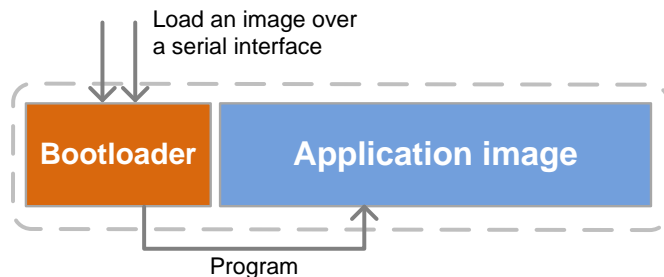 Load an image over
a serial interface
Bootloader
Application image
Program